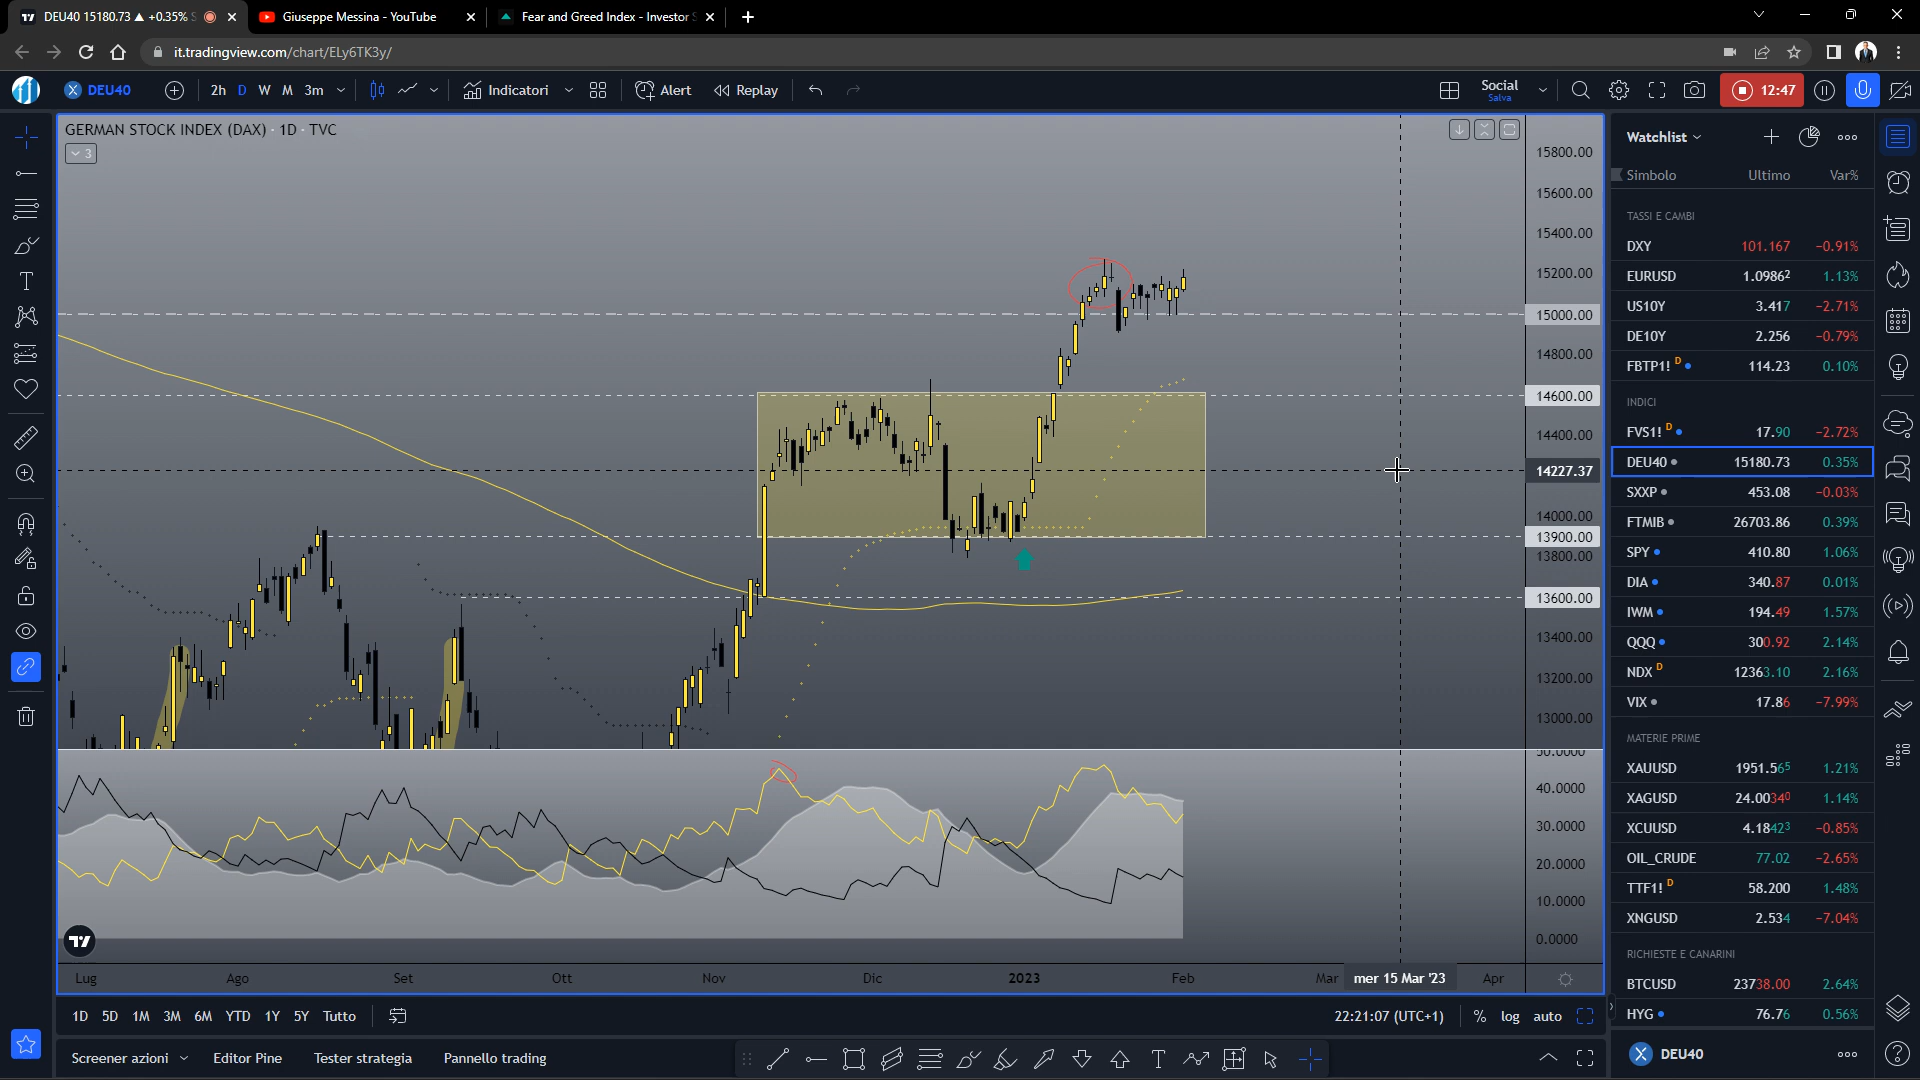 DEU40 15180.73 ▲ +0.35%
Giuseppe Messina - YouTube
Fear and Greed Index - Investor
it.tradingview.com/chart/ELy6TK3y/
DEU40 2h D W M 3m Indicatori Alert Replay Social 12:47
Salva
GERMAN STOCK INDEX (DAX) · 1D · TVC
3
15800.00
15600.00
15400.00
15200.00
15000.00
14800.00
14600.00
14400.00
14227.37
14000.00
13900.00
13800.00
13600.00
13400.00
13200.00
13000.00
50.0000
40.0000
30.0000
20.0000
10.0000
0.0000
Lug Ago Set Ott Nov Dic 2023 Feb Mar mer 15 Mar '23 Apr
1D 5D 1M 3M 6M YTD 1Y 5Y Tutto 22:21:07 (UTC+1) % log auto
Screener azioni Editor Pine Tester strategia Pannello trading
Watchlist
Simbolo Ultimo Var%
TASSI E CAMBI
DXY 101.167 −0.91%
EURUSD 1.09862 1.13%
US10Y 3.417 −2.71%
DE10Y 2.256 −0.79%
FBTP1! D 114.23 0.10%
INDICI
FVS1! D 17.90 −2.72%
DEU40 15180.73 0.35%
SXXP 453.08 −0.03%
FTMIB 26703.86 0.39%
SPY 410.80 1.06%
DIA 340.87 0.01%
IWM 194.49 1.57%
QQQ 300.92 2.14%
NDX D 12363.10 2.16%
VIX 17.86 −7.99%
MATERIE PRIME
XAUUSD 1951.565 1.21%
XAGUSD 24.00340 1.14%
XCUUSD 4.18423 −0.85%
OIL_CRUDE 77.02 −2.65%
TTF1! D 58.200 1.48%
XNGUSD 2.534 −7.04%
RICHIESTE E CANARINI
BTCUSD 23738.00 2.64%
HYG 76.76 0.56%
DEU40